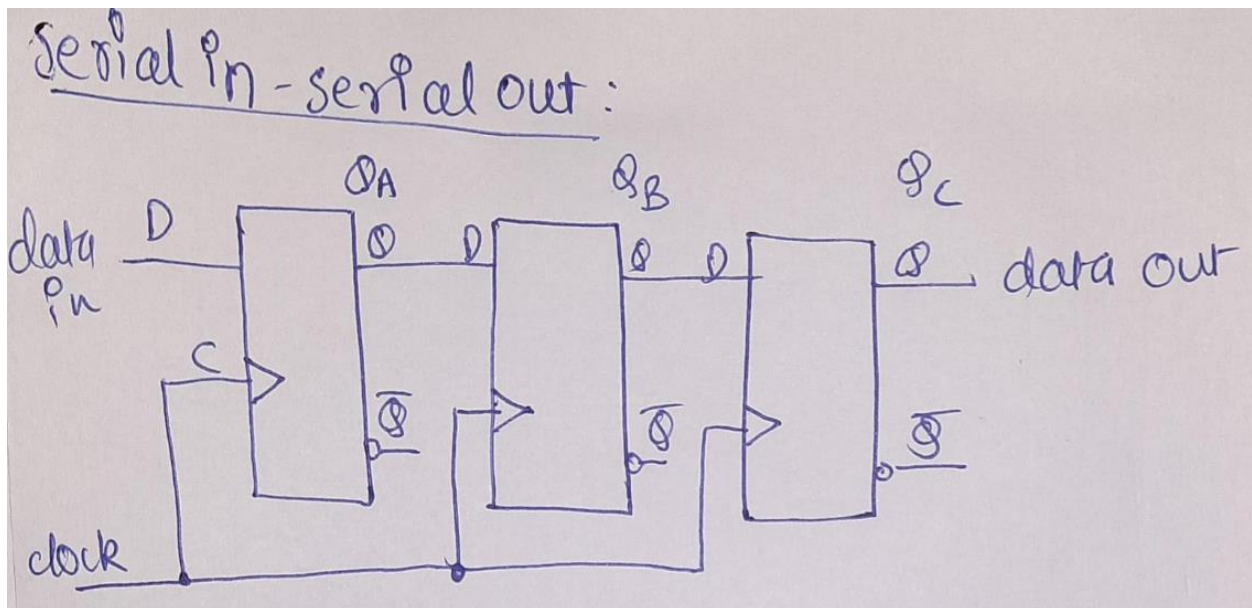 serial in-serial out:
QA QB QC
data in D Q D Q D Q data out
C
Q̅ Q̅ Q̅
clock